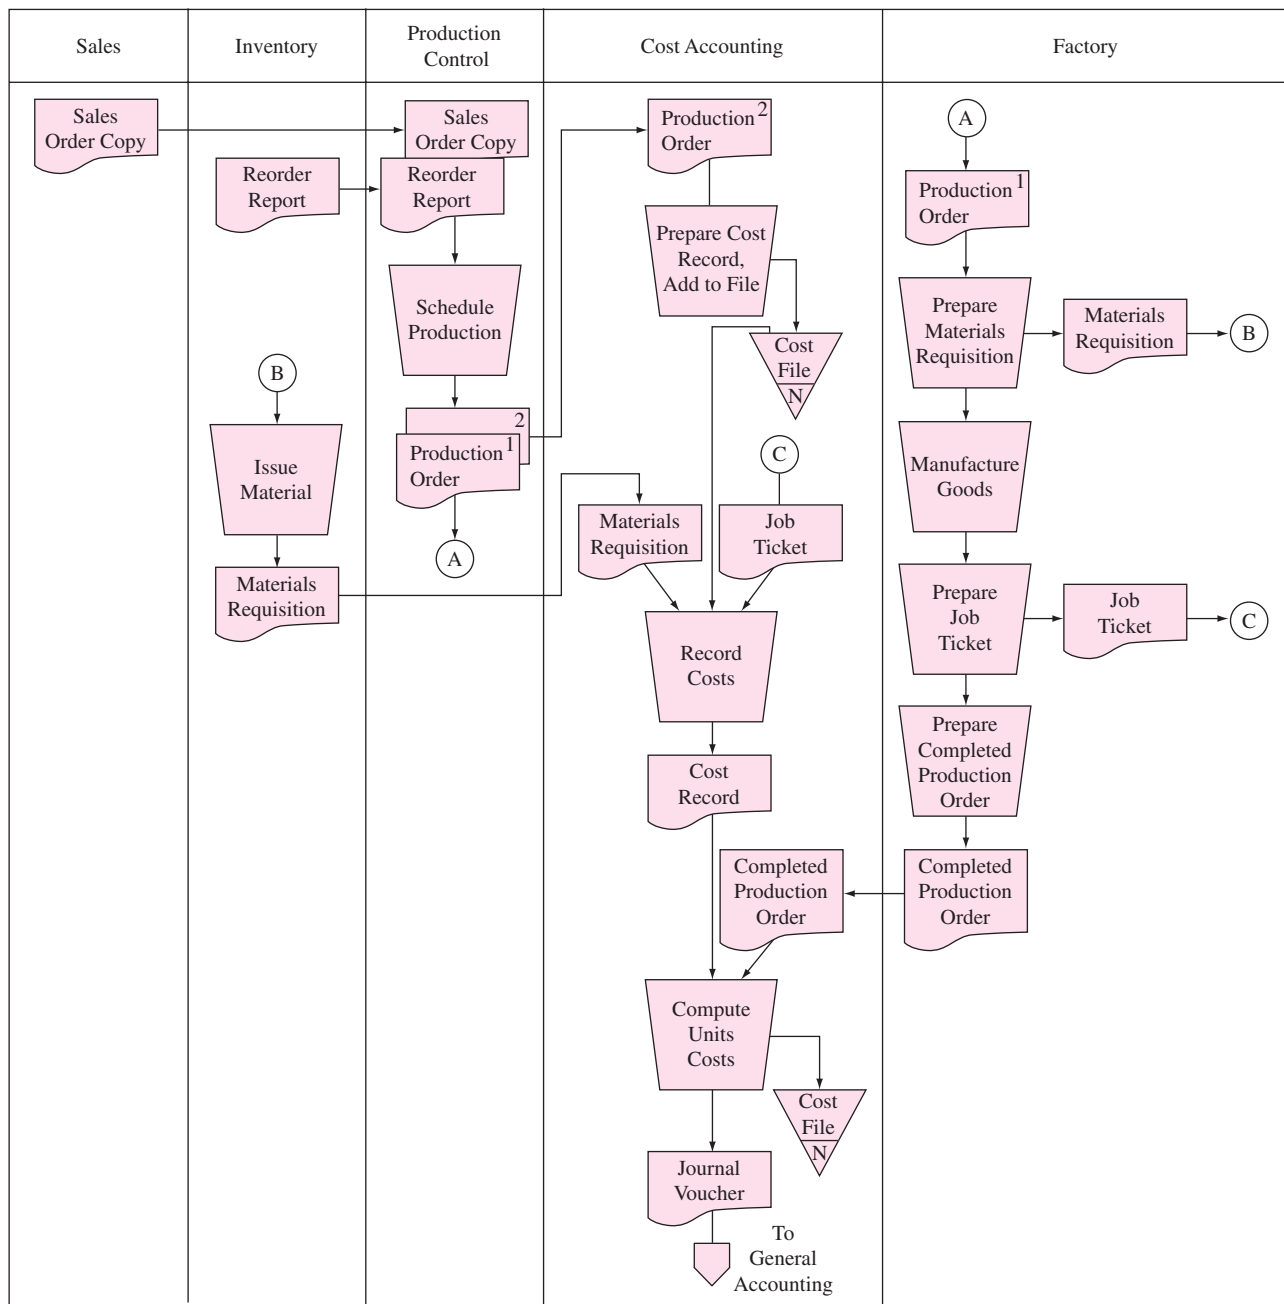 Sales
Inventory
Production
Control
Cost Accounting
Factory
Sales
Order Copy
Reorder
Report
B
Issue
Material
Materials
Requisition
Sales
Order Copy
Reorder
Report
Schedule
Production
2
Production 1
Order
A
Production 2
Order
Prepare Cost
Record,
Add to File
Cost
File
N
C
Materials
Requisition
Job
Ticket
Record
Costs
Cost
Record
Completed
Production
Order
Compute
Units
Costs
Cost
File
N
Journal
Voucher
To
General
Accounting
A
Production 1
Order
Prepare
Materials
Requisition
Materials
Requisition
B
Manufacture
Goods
Prepare
Job
Ticket
Job
Ticket
C
Prepare
Completed
Production
Order
Completed
Production
Order